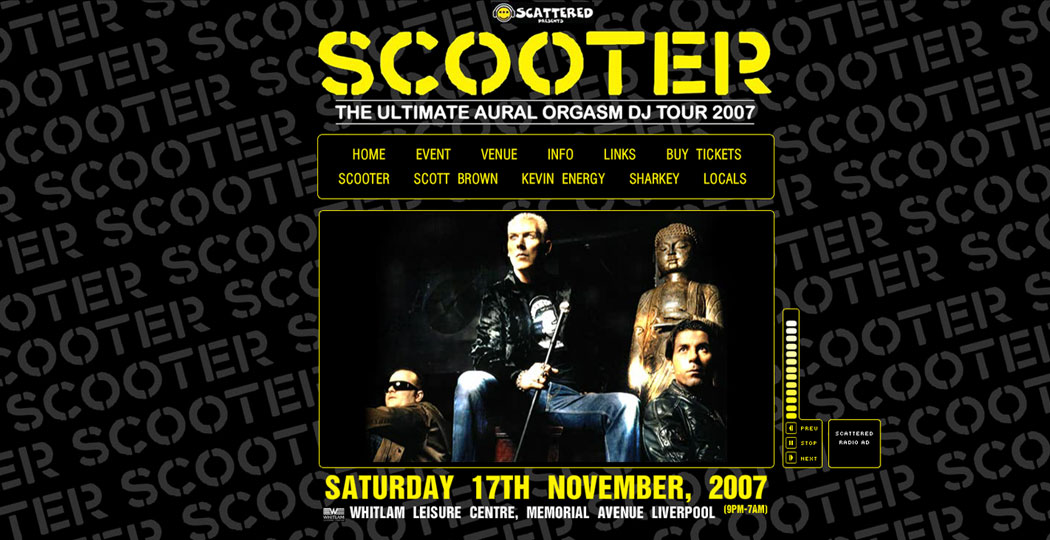 SCATTERED
PRESENTS
SCOOTER
THE ULTIMATE AURAL ORGASM DJ TOUR 2007
HOME EVENT VENUE INFO LINKS BUY TICKETS
SCOOTER SCOTT BROWN KEVIN ENERGY SHARKEY LOCALS
PREV
STOP
NEXT
SCATTERED
RADIO AD
SATURDAY 17TH NOVEMBER, 2007
WHITLAM
WHITLAM LEISURE CENTRE, MEMORIAL AVENUE LIVERPOOL (9PM-7AM)